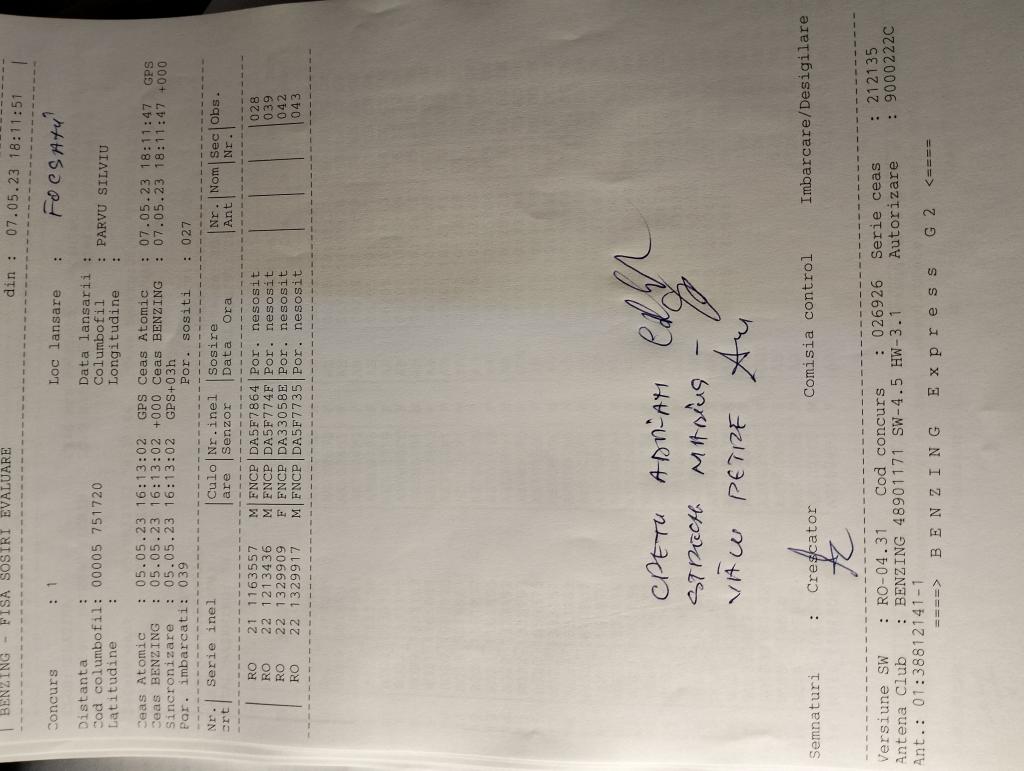 | BENZING - FISA SOSIRI EVALUARE din : 07.05.23 18:11:51 |
Concurs : 1 Loc lansare : FOCSATU
Distanta : Data lansarii :
Cod columbofil: 00005 751720 Columbofil : PARVU SILVIU
Latitudine : Longitudine :
Ceas Atomic : 05.05.23 16:13:02 GPS Ceas Atomic : 07.05.23 18:11:47 GPS
Ceas BENZING : 05.05.23 16:13:02 +000 Ceas BENZING : 07.05.23 18:11:47 +000
Sincronizare : 05.05.23 16:13:02 GPS+03h
Por. imbarcati: 039 Por. sositi : 027
Nr.| Serie inel |Culo|Nr.inel |Sosire |Nr. |Nom|Sec|Obs.
crt| |are |Senzor |Data Ora |Ant | |Nr.|
| RO 21 1163557 M|FNCP|DA5F7864|Por. nesosit | | | |028
| RO 22 1213496 M|FNCP|DA5F774F|Por. nesosit | | | |039
| RO 22 1329909 F|FNCP|DA33058E|Por. nesosit | | | |042
| RO 22 1329917 M|FNCP|DA5F7735|Por. nesosit | | | |043
CRETU ADRIAN
MARIUS -
PETRE
Semnaturi : Crescator Comisia control Imbarcare/Desigilare
Versiune SW : RO-04.31 Cod concurs : 026926 Serie ceas : 212135
Antena Club : BENZING 48901171 SW-4.5 HW-3.1 Autorizare : 9000222C
Ant.: 01:38812141-1
====> B E N Z I N G E x p r e s s G 2 <====